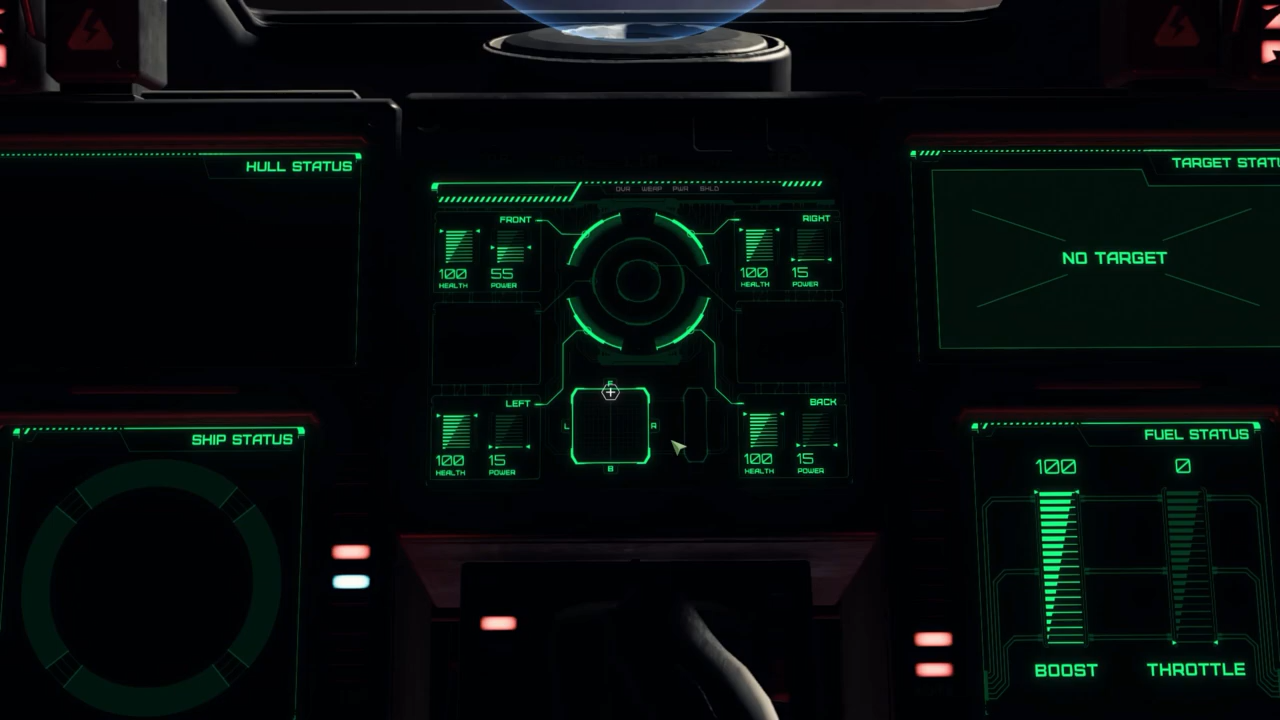 HULL STATUS
TARGET STATU
OVR WEAP PWR SHLD
FRONT
100
HEALTH
55
POWER
RIGHT
100
HEALTH
15
POWER
NO TARGET
LEFT
100
HEALTH
15
POWER
F
L
R
B
BACK
100
HEALTH
15
POWER
SHIP STATUS
FUEL STATUS
100
0
BOOST
THROTTLE